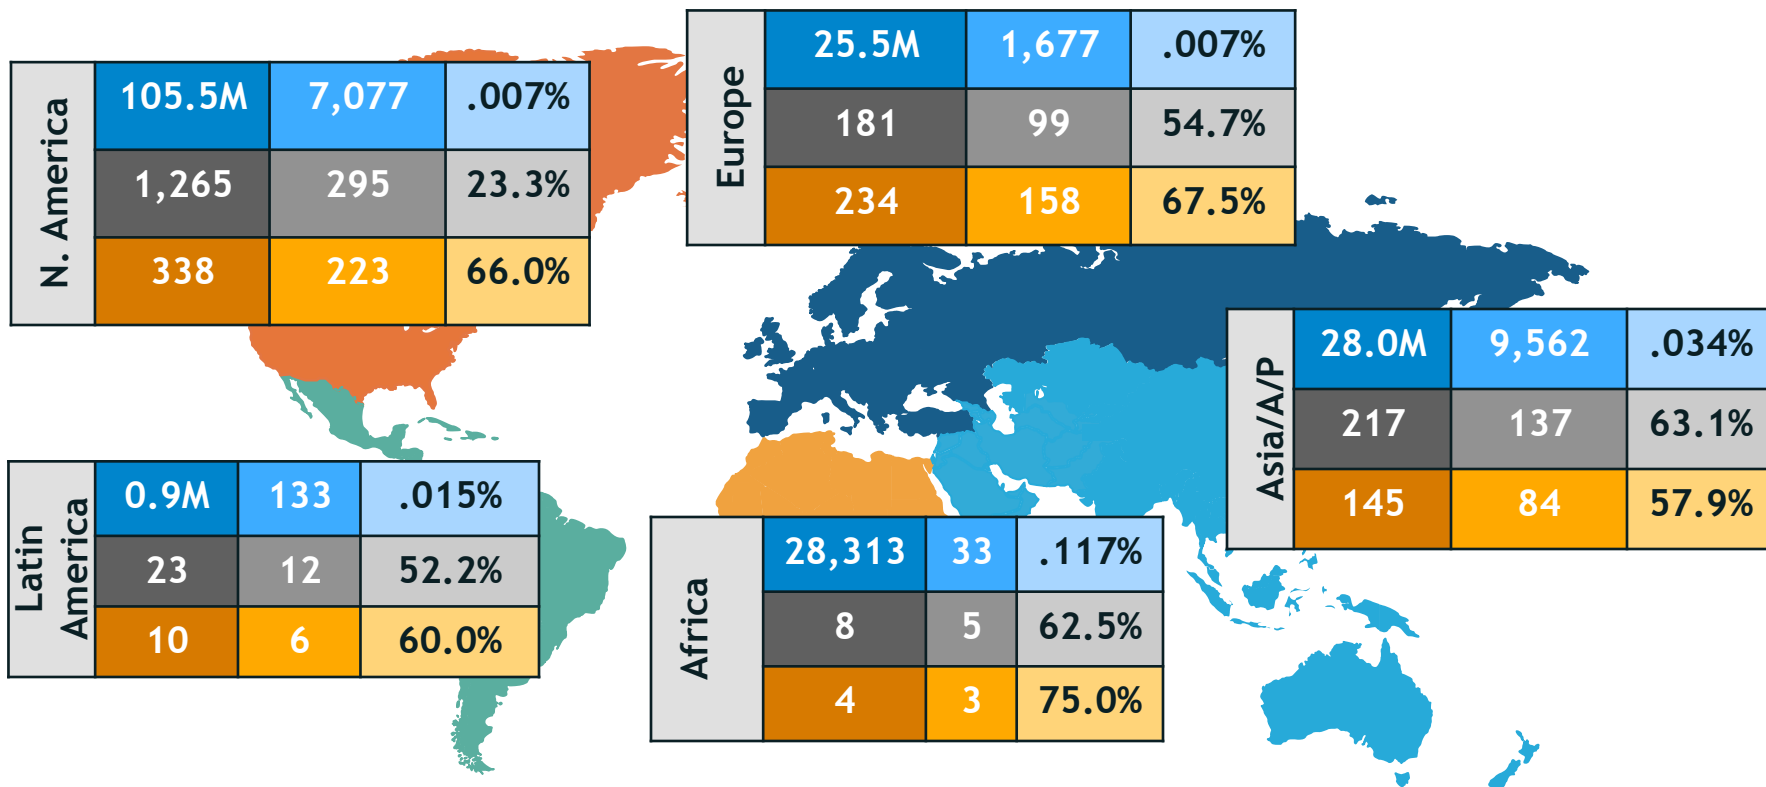 N. America
105.5M 7,077 .007%
1,265 295 23.3%
338 223 66.0%
Europe
25.5M 1,677 .007%
181 99 54.7%
234 158 67.5%
Asia/A/P
28.0M 9,562 .034%
217 137 63.1%
145 84 57.9%
Latin
America
0.9M 133 .015%
23 12 52.2%
10 6 60.0%
Africa
28,313 33 .117%
8 5 62.5%
4 3 75.0%